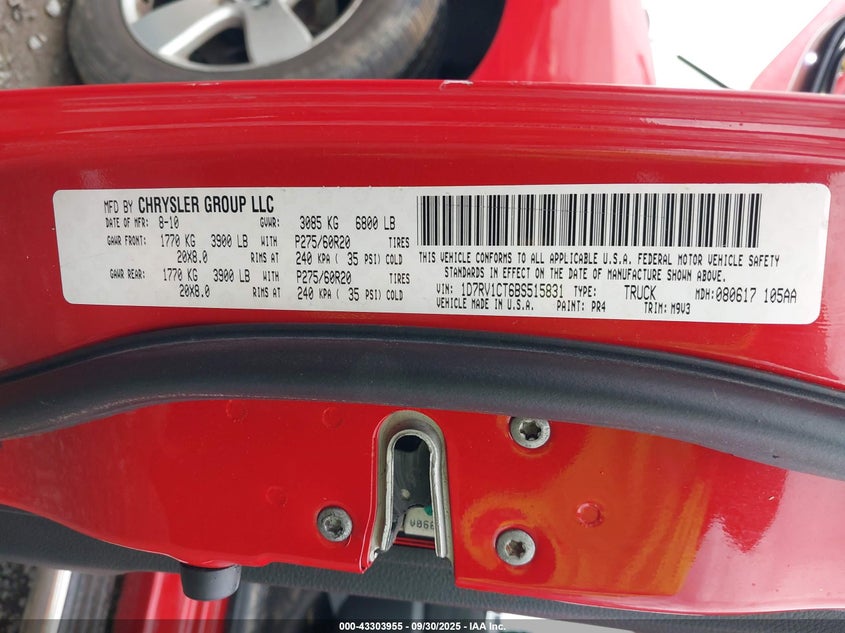 MFD BY CHRYSLER GROUP LLC
DATE OF MFR: 8-10 GVWR: 3085 KG 6800 LB
GAWR FRONT: 1770 KG 3900 LB WITH P275/60R20 TIRES
20X8.0 RIMS AT 240 KPA ( 35 PSI) COLD
GAWR REAR: 1770 KG 3900 LB WITH P275/60R20 TIRES
20X8.0 RIMS AT 240 KPA ( 35 PSI) COLD
THIS VEHICLE CONFORMS TO ALL APPLICABLE U.S.A. FEDERAL MOTOR VEHICLE SAFETY
STANDARDS IN EFFECT ON THE DATE OF MANUFACTURE SHOWN ABOVE.
VIN: 1D7RV1CT6BS515831 TYPE: TRUCK MDH: 080617 105AA
VEHICLE MADE IN U.S.A. PAINT: PR4 TRIM: M9V3
000-43303955 - 09/30/2025 - IAAI.COM